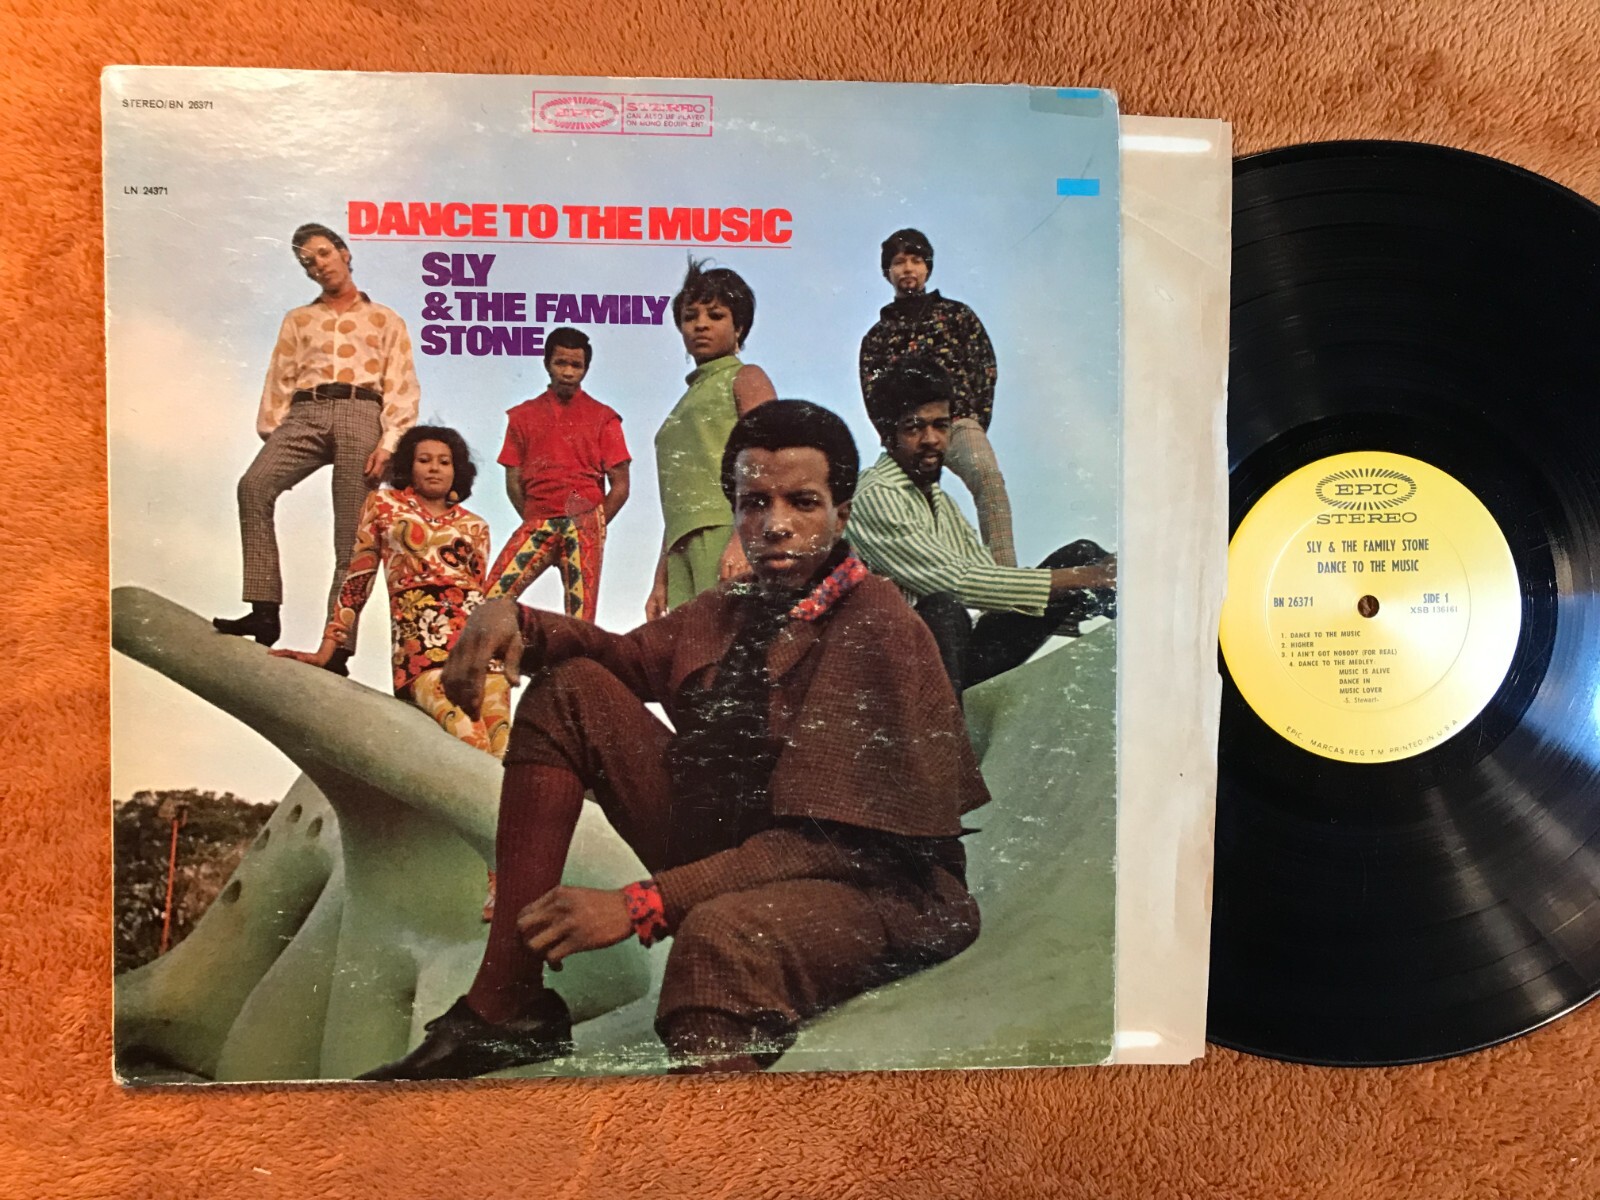 STEREO/BN 26371
EPIC
STEREO
CAN ALSO BE PLAYED
ON MONO EQUIPMENT
LN 24371
DANCE TO THE MUSIC
SLY
& THE FAMILY
STONE
EPIC
STEREO
SLY & THE FAMILY STONE
DANCE TO THE MUSIC
BN 26371
SIDE 1
XSB 136161
1. DANCE TO THE MUSIC
2. HIGHER
3. I AIN'T GOT NOBODY (FOR REAL)
4. DANCE TO THE MEDLEY:
MUSIC IS ALIVE
DANCE IN
MUSIC LOVER
-S. Stewart-
EPIC, MARCAS REG. T.M. PRINTED IN U.S.A.